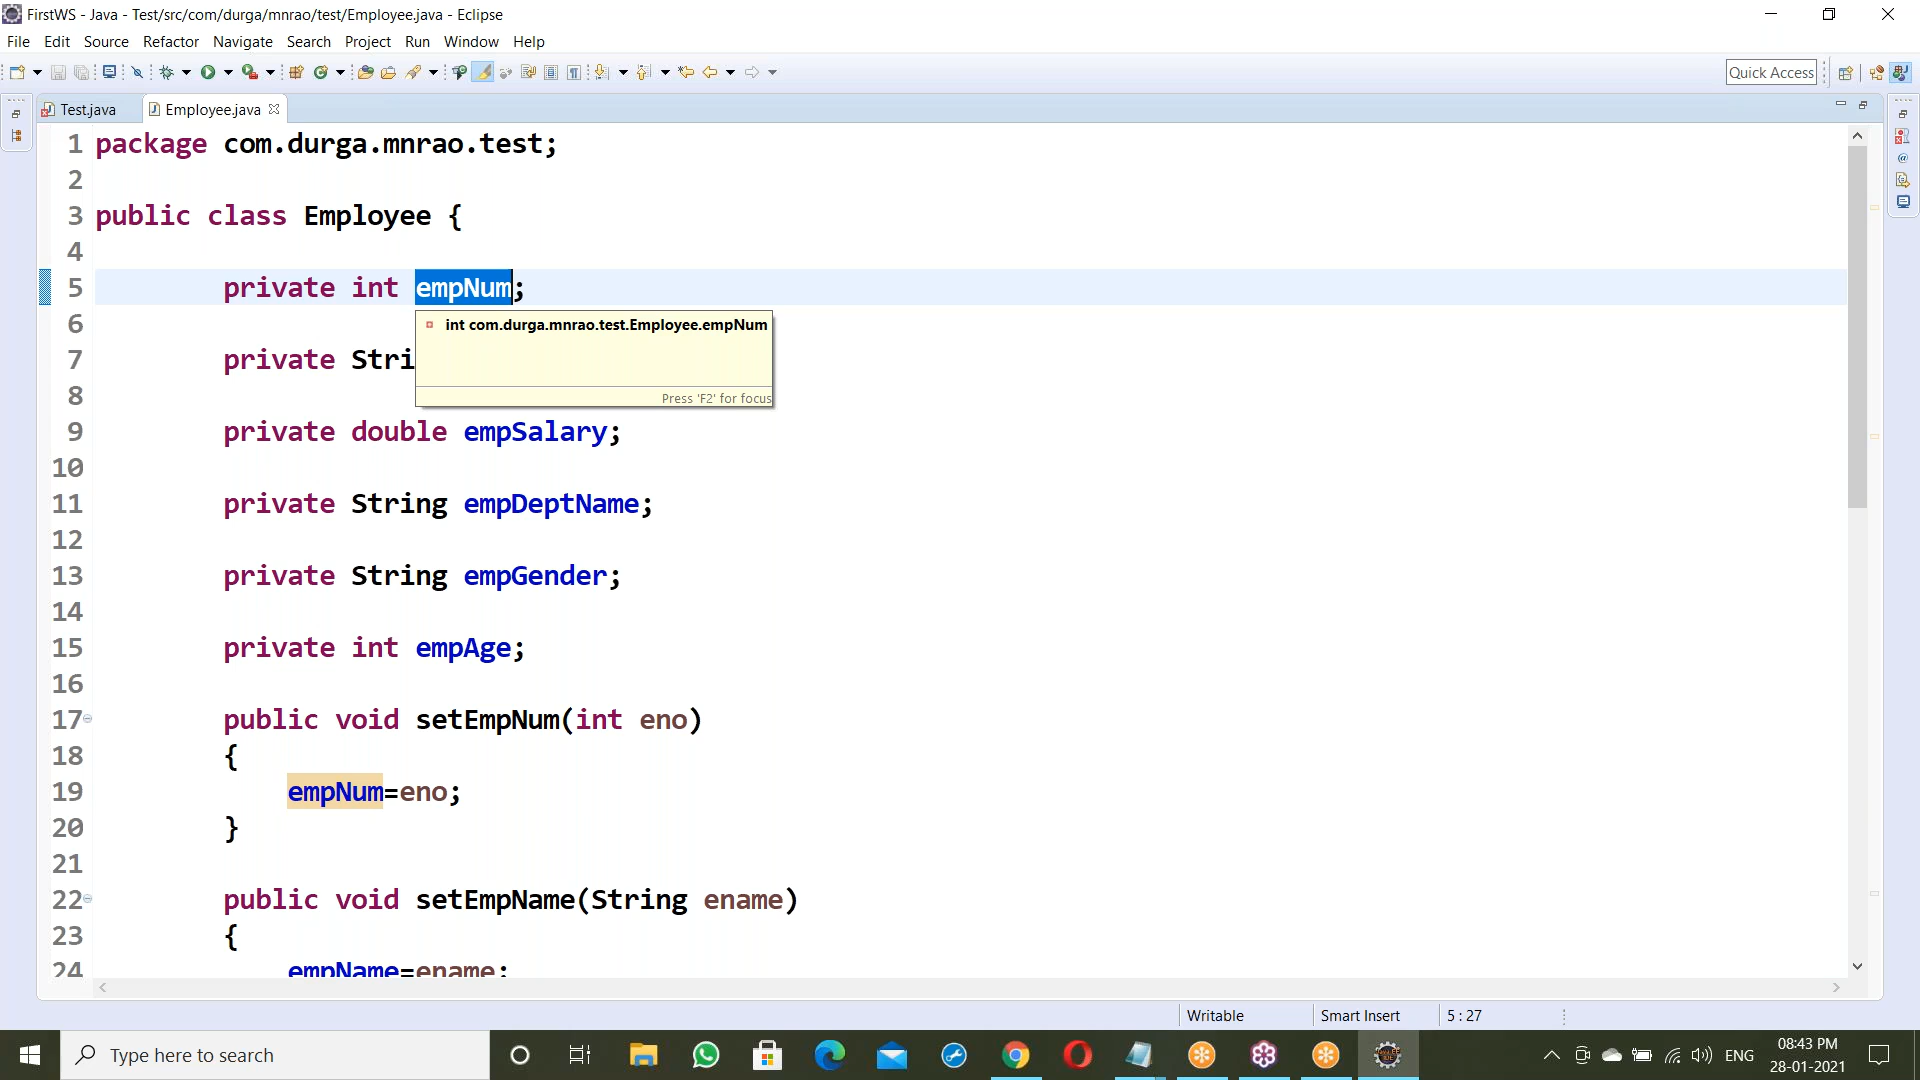 FirstWS - Java - Test/src/com/durga/mnrao/test/Employee.java - Eclipse
File Edit Source Refactor Navigate Search Project Run Window Help
Quick Access
Test.java Employee.java
1 package com.durga.mnrao.test;
2
3 public class Employee {
4
5 private int empNum;
int com.durga.mnrao.test.Employee.empNum
6
7 private Stri
8
Press 'F2' for focus
9 private double empSalary;
10
11 private String empDeptName;
12
13 private String empGender;
14
15 private int empAge;
16
17 public void setEmpNum(int eno)
18 {
19 empNum=eno;
20 }
21
22 public void setEmpName(String ename)
23 {
24 empName=ename;
Writable Smart Insert 5 : 27
Type here to search
ENG
08:43 PM
28-01-2021